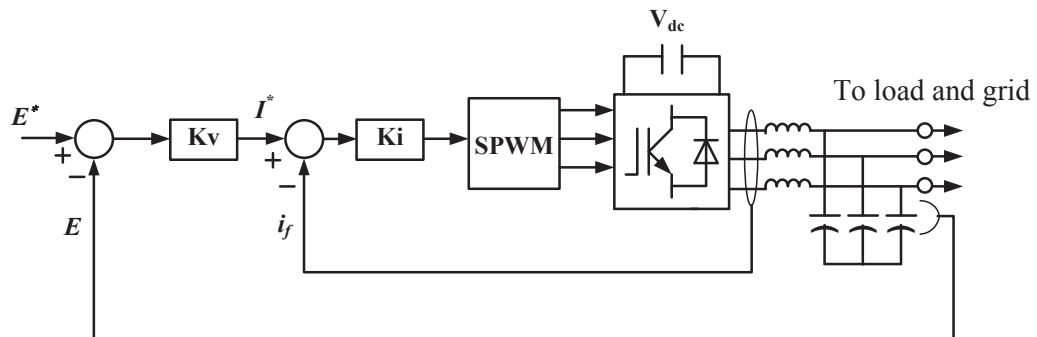 V_dc
To load and grid
E*
I*
Kv
Ki
SPWM
+
−
+
−
E
i_f